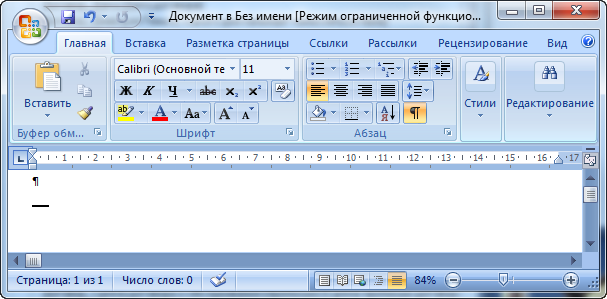 Документ в Без имени [Режим ограниченной функцио...
Главная Вставка Разметка страницы Ссылки Рассылки Рецензирование Вид
Calibri (Основной те 11
Вставить
Ж К Ч abc x₂ x²
ab А Aa A A
А Я ¶
Стили
Редактирование
Буфер обм... Шрифт Абзац
1 2 3 4 5 6 7 8 9 10 11 12 13 14 15 16 17
¶
Страница: 1 из 1 Число слов: 0 84%